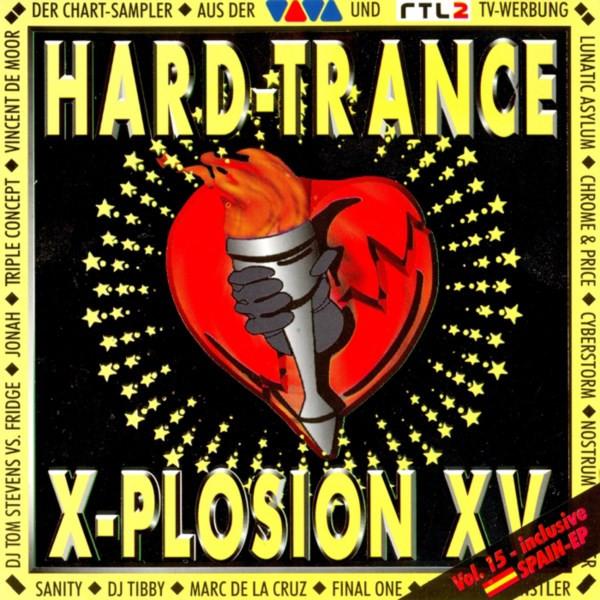 DER CHART-SAMPLER ◆ AUS DER VIVA UND RTL2 TV-WERBUNG
HARD-TRANCE
X-PLOSION XV
DJ TOM STEVENS VS. FRIDGE ◆ JONAH ◆ TRIPLE CONCEPT ◆ VINCENT DE MOOR
LUNATIC ASYLUM ◆ CHROME & PRICE ◆ CYBERSTORM ◆ NOSTRUM
Vol. 15 - inclusive
SPAIN-EP
SANITY ◆ DJ TIBBY ◆ MARC DE LA CRUZ ◆ FINAL ONE ◆